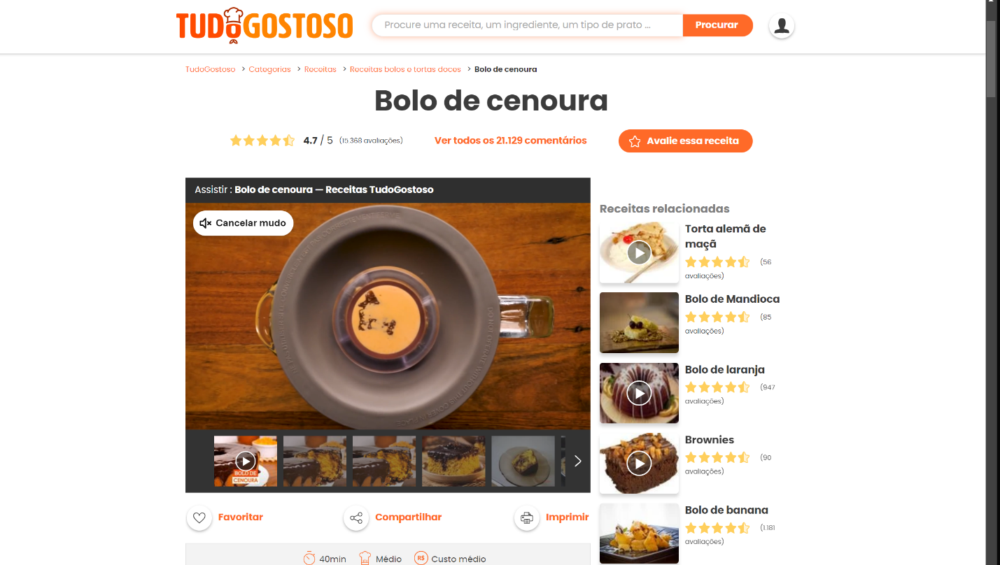 TUDOGOSTOSO
Procure uma receita, um ingrediente, um tipo de prato ...
Procurar
TudoGostoso > Categorias > Receitas > Receitas bolos e tortas doces > Bolo de cenoura
Bolo de cenoura
4.7 / 5 (15.368 avaliações)
Ver todos os 21.129 comentários
Avalie essa receita
Assistir : Bolo de cenoura — Receitas TudoGostoso
Cancelar mudo
BOLO DE
CENOURA
Favoritar
Compartilhar
Imprimir
40min
Médio
R$ Custo médio
Receitas relacionadas
Torta alemã de
maçã
(56
avaliações)
Bolo de Mandioca
(85
avaliações)
Bolo de laranja
(947
avaliações)
Brownies
(90
avaliações)
Bolo de banana
(1.181
avaliações)